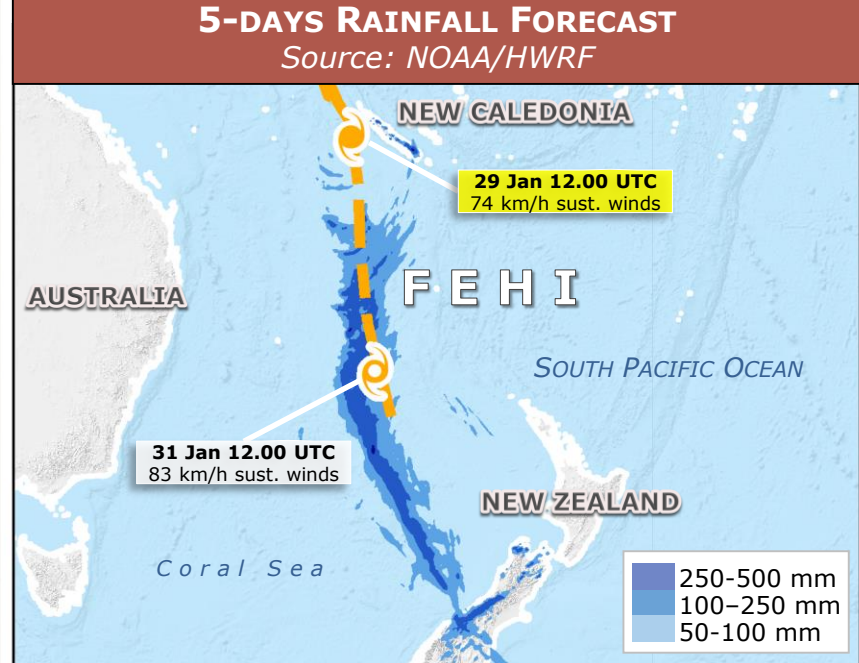 5-DAYS RAINFALL FORECAST
Source: NOAA/HWRF
NEW CALEDONIA
29 Jan 12.00 UTC
74 km/h sust. winds
AUSTRALIA
FEHI
SOUTH PACIFIC OCEAN
31 Jan 12.00 UTC
83 km/h sust. winds
NEW ZEALAND
Coral Sea
250-500 mm
100–250 mm
50-100 mm